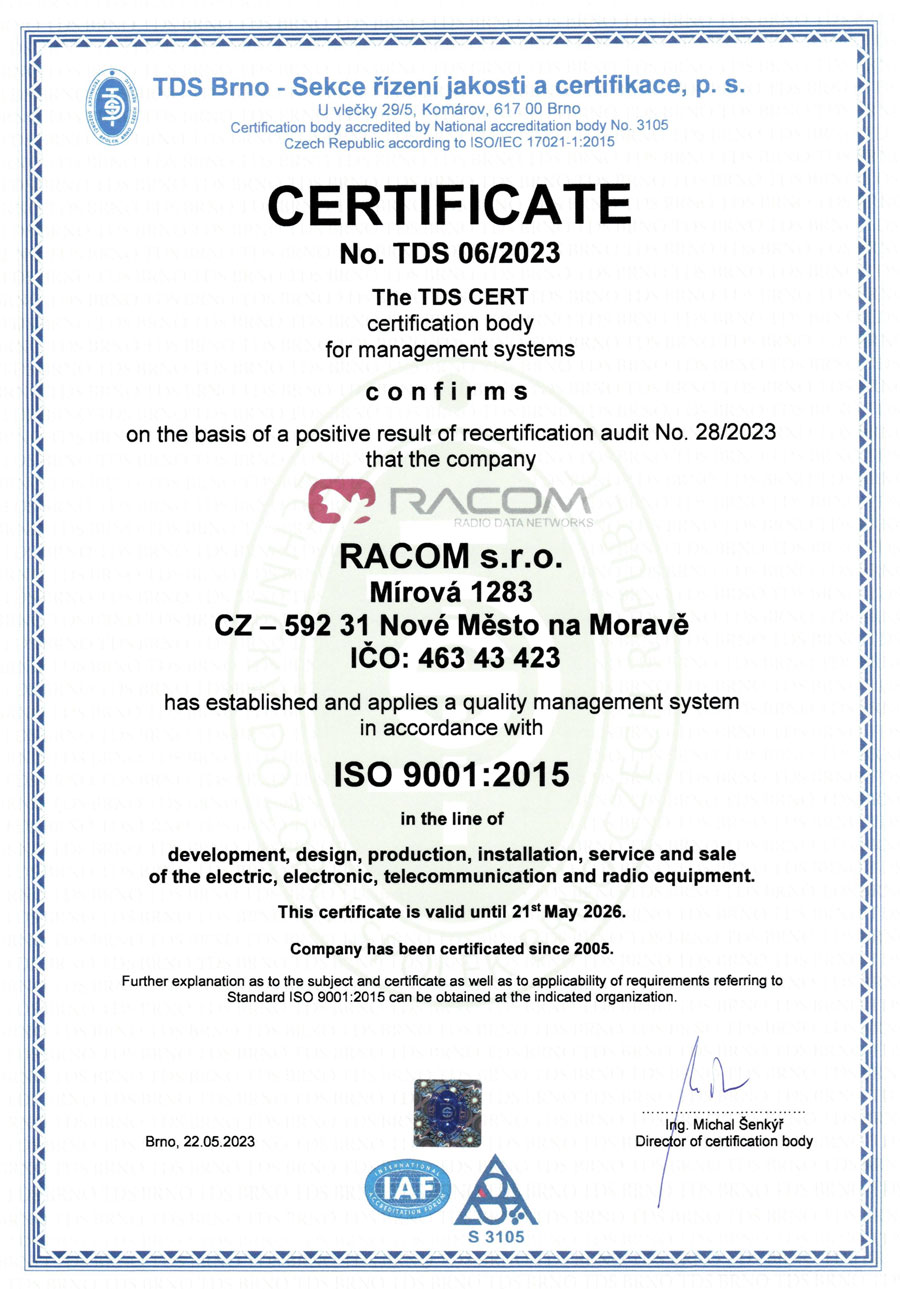 TDS Brno - Sekce řízení jakosti a certifikace, p. s.
U vlečky 29/5, Komárov, 617 00 Brno
Certification body accredited by National accreditation body No. 3105
Czech Republic according to ISO/IEC 17021-1:2015
CERTIFICATE
No. TDS 06/2023
The TDS CERT
certification body
for management systems
confirms
on the basis of a positive result of recertification audit No. 28/2023
that the company
RACOM
RADIO DATA NETWORKS
RACOM s.r.o.
Mírová 1283
CZ – 592 31 Nové Město na Moravě
IČO: 463 43 423
has established and applies a quality management system
in accordance with
ISO 9001:2015
in the line of
development, design, production, installation, service and sale
of the electric, electronic, telecommunication and radio equipment.
This certificate is valid until 21st May 2026.
Company has been certificated since 2005.
Further explanation as to the subject and certificate as well as to applicability of requirements referring to
Standard ISO 9001:2015 can be obtained at the indicated organization.
Brno, 22.05.2023
Ing. Michal Šenkýř
Director of certification body
INTERNATIONAL
IAF
ACCREDITATION FORUM
S 3105